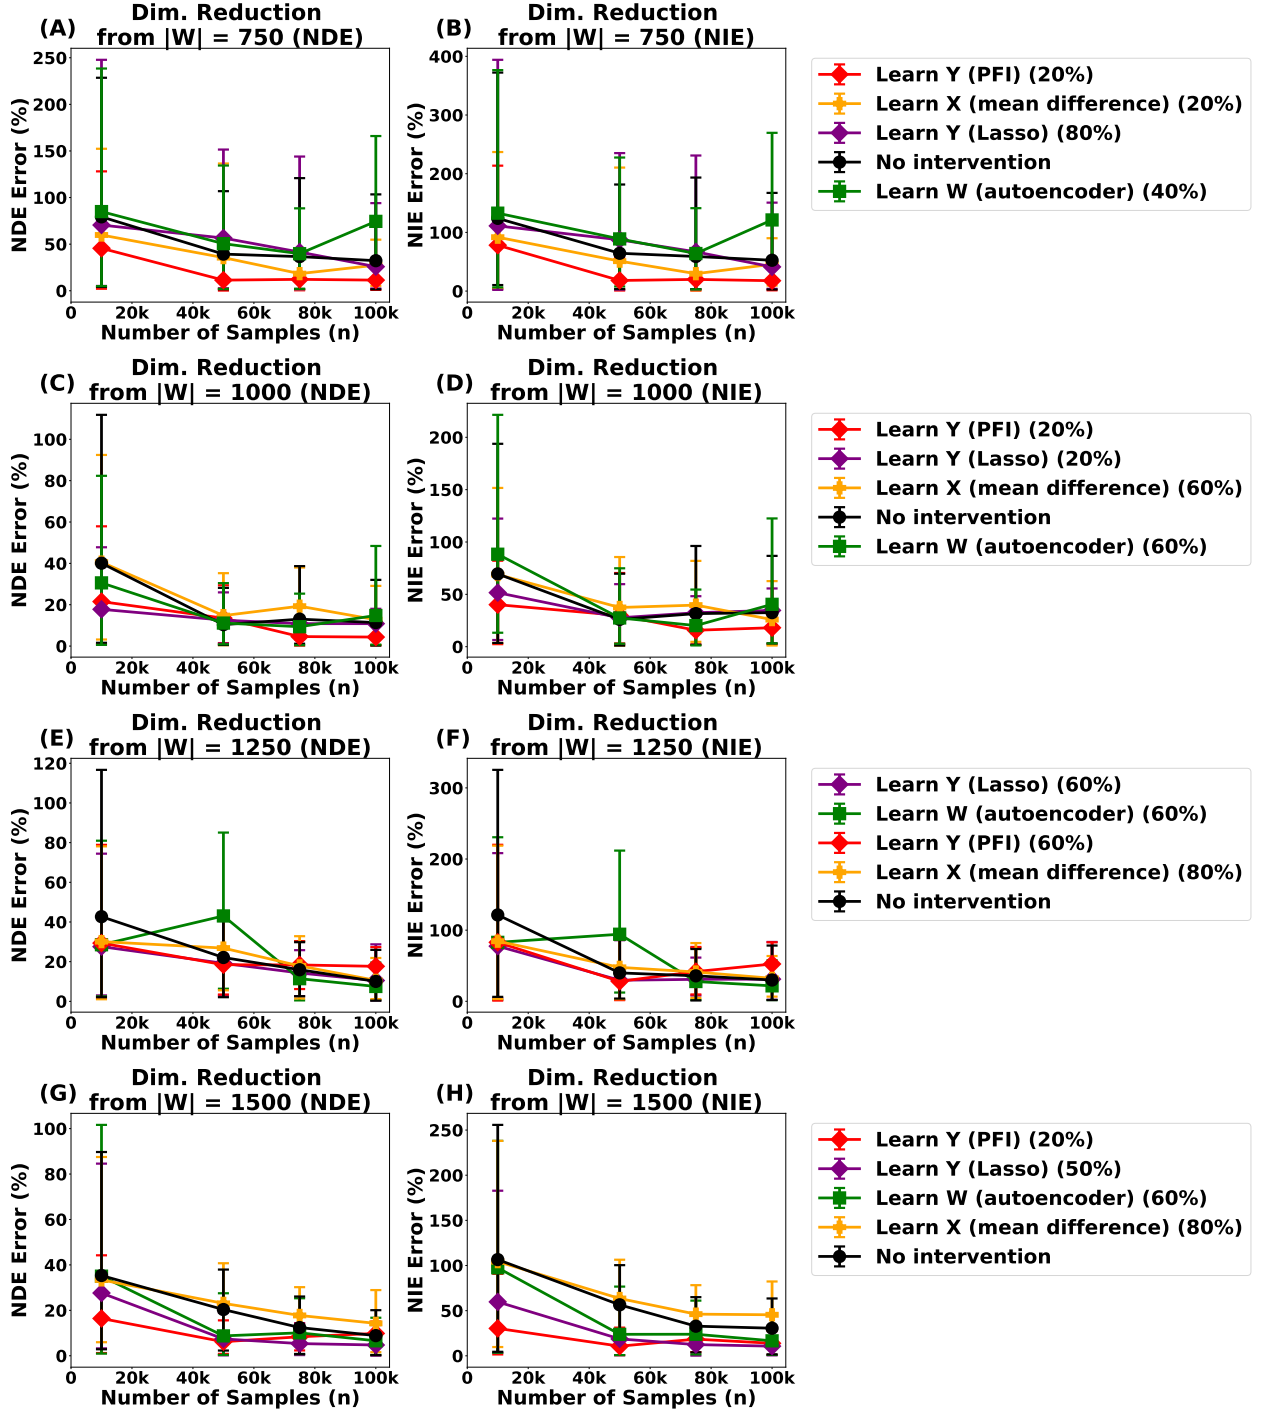 (A)
Dim. Reduction
from |W| = 750 (NDE)
NDE Error (%)
250
200
150
100
50
0
0 20k 40k 60k 80k 100k
Number of Samples (n)
(B)
Dim. Reduction
from |W| = 750 (NIE)
NIE Error (%)
400
300
200
100
0
0 20k 40k 60k 80k 100k
Number of Samples (n)
Learn Y (PFI) (20%)
Learn X (mean difference) (20%)
Learn Y (Lasso) (80%)
No intervention
Learn W (autoencoder) (40%)
(C)
Dim. Reduction
from |W| = 1000 (NDE)
NDE Error (%)
100
80
60
40
20
0
0 20k 40k 60k 80k 100k
Number of Samples (n)
(D)
Dim. Reduction
from |W| = 1000 (NIE)
NIE Error (%)
200
150
100
50
0
0 20k 40k 60k 80k 100k
Number of Samples (n)
Learn Y (PFI) (20%)
Learn Y (Lasso) (20%)
Learn X (mean difference) (60%)
No intervention
Learn W (autoencoder) (60%)
(E)
Dim. Reduction
from |W| = 1250 (NDE)
NDE Error (%)
120
100
80
60
40
20
0
0 20k 40k 60k 80k 100k
Number of Samples (n)
(F)
Dim. Reduction
from |W| = 1250 (NIE)
NIE Error (%)
300
200
100
0
0 20k 40k 60k 80k 100k
Number of Samples (n)
Learn Y (Lasso) (60%)
Learn W (autoencoder) (60%)
Learn Y (PFI) (60%)
Learn X (mean difference) (80%)
No intervention
(G)
Dim. Reduction
from |W| = 1500 (NDE)
NDE Error (%)
100
80
60
40
20
0
0 20k 40k 60k 80k 100k
Number of Samples (n)
(H)
Dim. Reduction
from |W| = 1500 (NIE)
NIE Error (%)
250
200
150
100
50
0
0 20k 40k 60k 80k 100k
Number of Samples (n)
Learn Y (PFI) (20%)
Learn Y (Lasso) (50%)
Learn W (autoencoder) (60%)
Learn X (mean difference) (80%)
No intervention